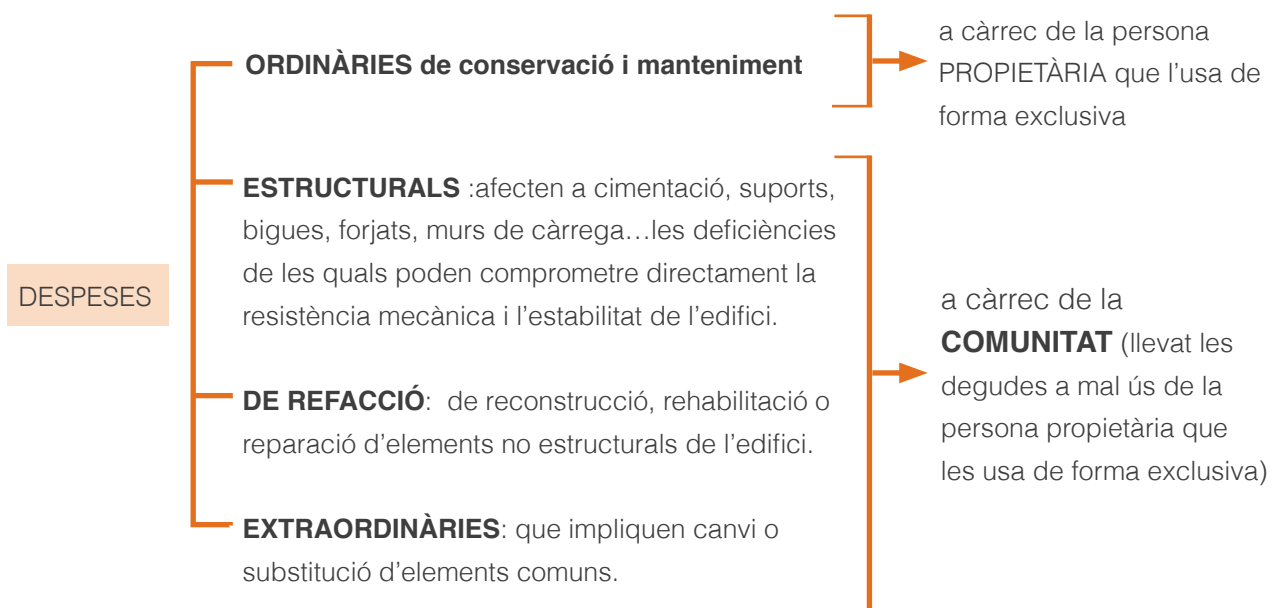 DESPESES
ORDINÀRIES de conservació i manteniment
a càrrec de la persona
PROPIETÀRIA que l’usa de
forma exclusiva
ESTRUCTURALS :afecten a cimentació, suports,
bigues, forjats, murs de càrrega…les deficiències
de les quals poden comprometre directament la
resistència mecànica i l’estabilitat de l’edifici.
DE REFACCIÓ: de reconstrucció, rehabilitació o
reparació d’elements no estructurals de l’edifici.
EXTRAORDINÀRIES: que impliquen canvi o
substitució d’elements comuns.
a càrrec de la
COMUNITAT (llevat les
degudes a mal ús de la
persona propietària que
les usa de forma exclusiva)